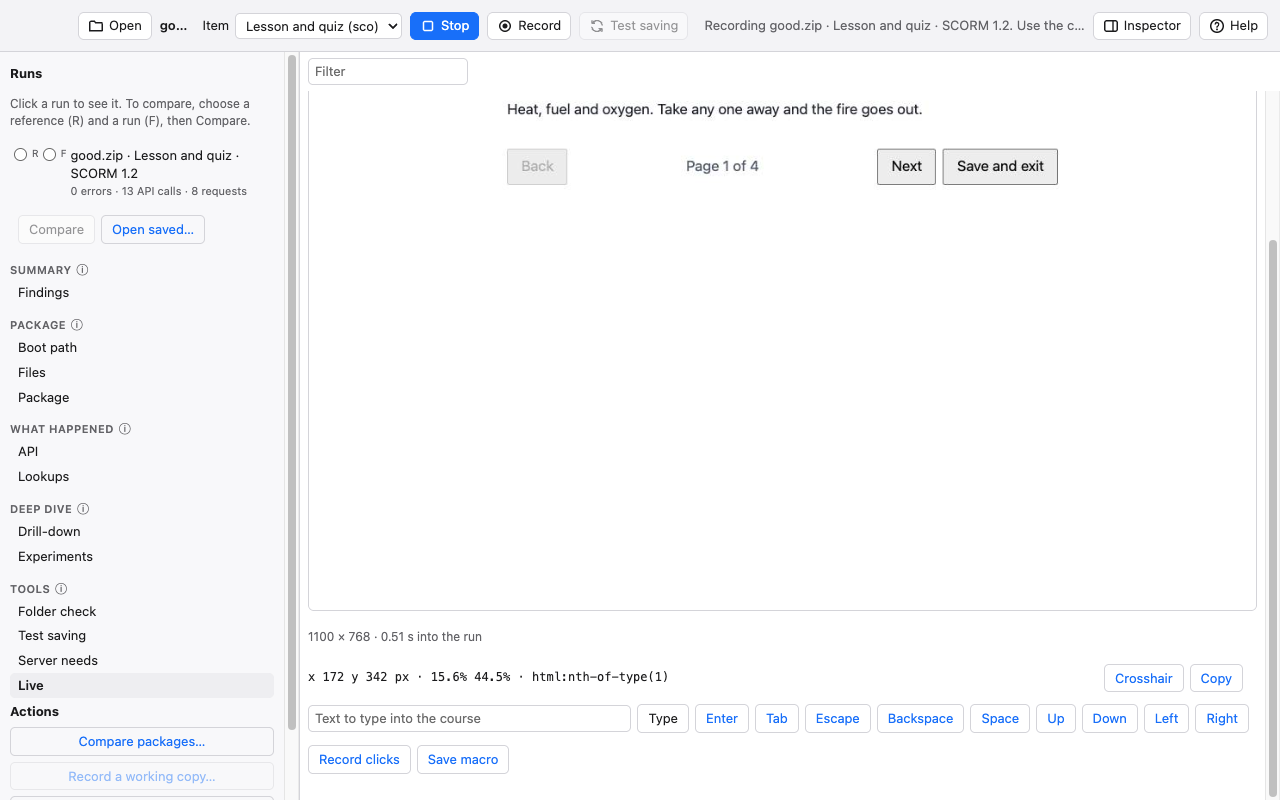 Open go... Item Lesson and quiz (sco) Stop Record Test saving Recording good.zip · Lesson and quiz · SCORM 1.2. Use the c... Inspector Help
Runs
Click a run to see it. To compare, choose a
reference (R) and a run (F), then Compare.
R F good.zip · Lesson and quiz ·
SCORM 1.2
0 errors · 13 API calls · 8 requests
Compare Open saved...
SUMMARY
Findings
PACKAGE
Boot path
Files
Package
WHAT HAPPENED
API
Lookups
DEEP DIVE
Drill-down
Experiments
TOOLS
Folder check
Test saving
Server needs
Live
Actions
Compare packages...
Record a working copy...
Filter
Heat, fuel and oxygen. Take any one away and the fire goes out.
Back Page 1 of 4 Next Save and exit
1100 × 768 · 0.51 s into the run
x 172 y 342 px · 15.6% 44.5% · html:nth-of-type(1) Crosshair Copy
Text to type into the course Type Enter Tab Escape Backspace Space Up Down Left Right
Record clicks Save macro